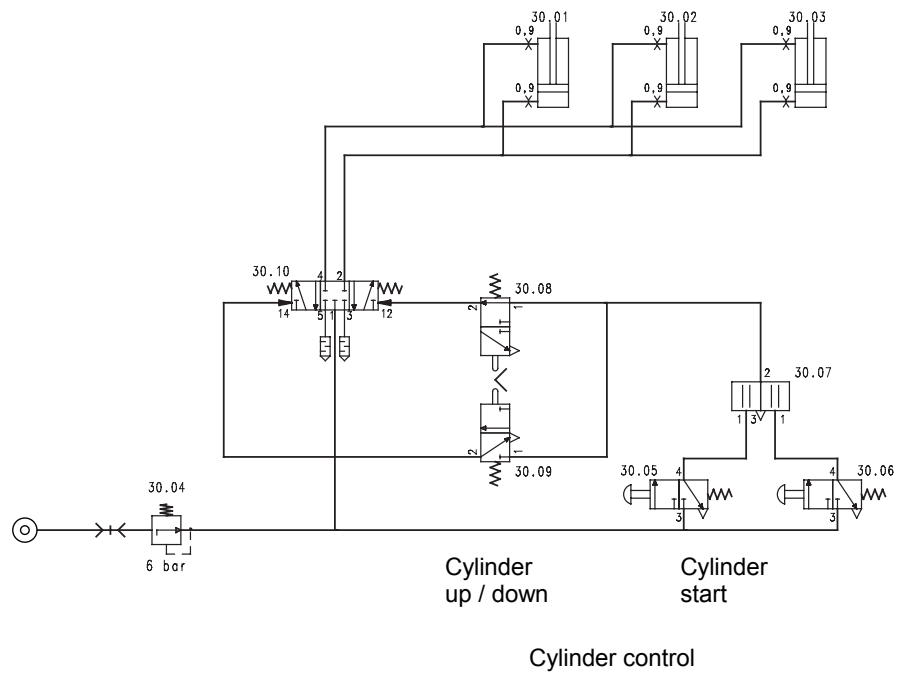 30.01 30.02 30.03
0,9 0,9 0,9
0,9 0,9 0,9
30.10 4 2
14 5 1 3 12
30.08
2 1
30.07
2
1 3 1
2 1
30.09
30.05 4 4 30.06
3 3
30.04
6 bar
Cylinder
up / down
Cylinder
start
Cylinder control